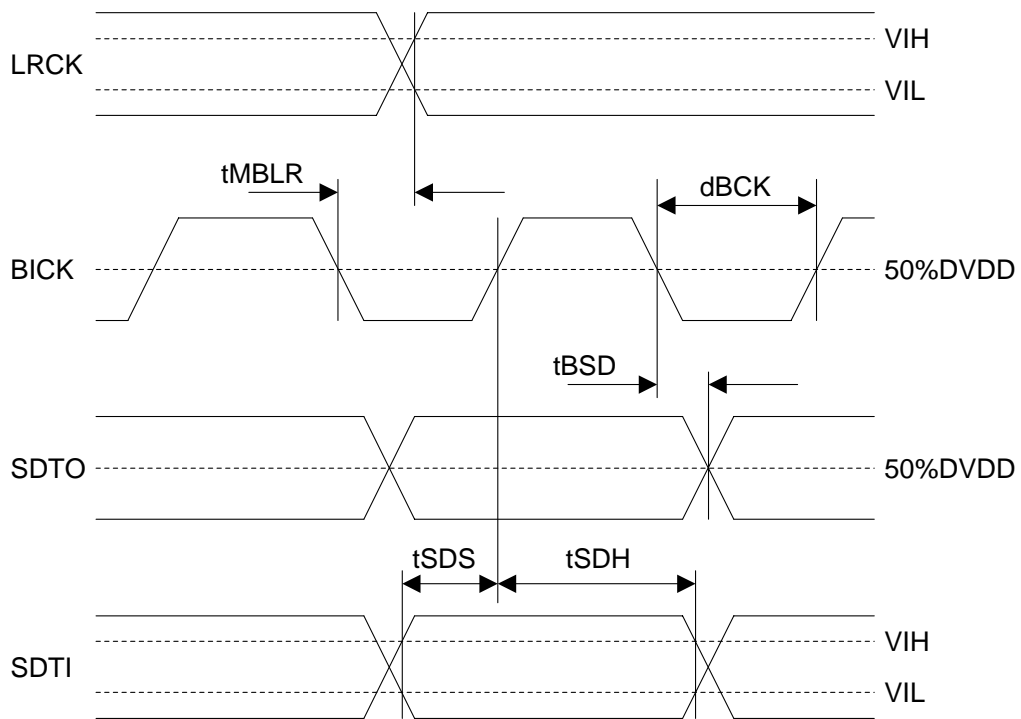 VIH
LRCK
VIL
tMBLR
dBCK
BICK
50%DVDD
tBSD
SDTO
50%DVDD
tSDS
tSDH
VIH
SDTI
VIL